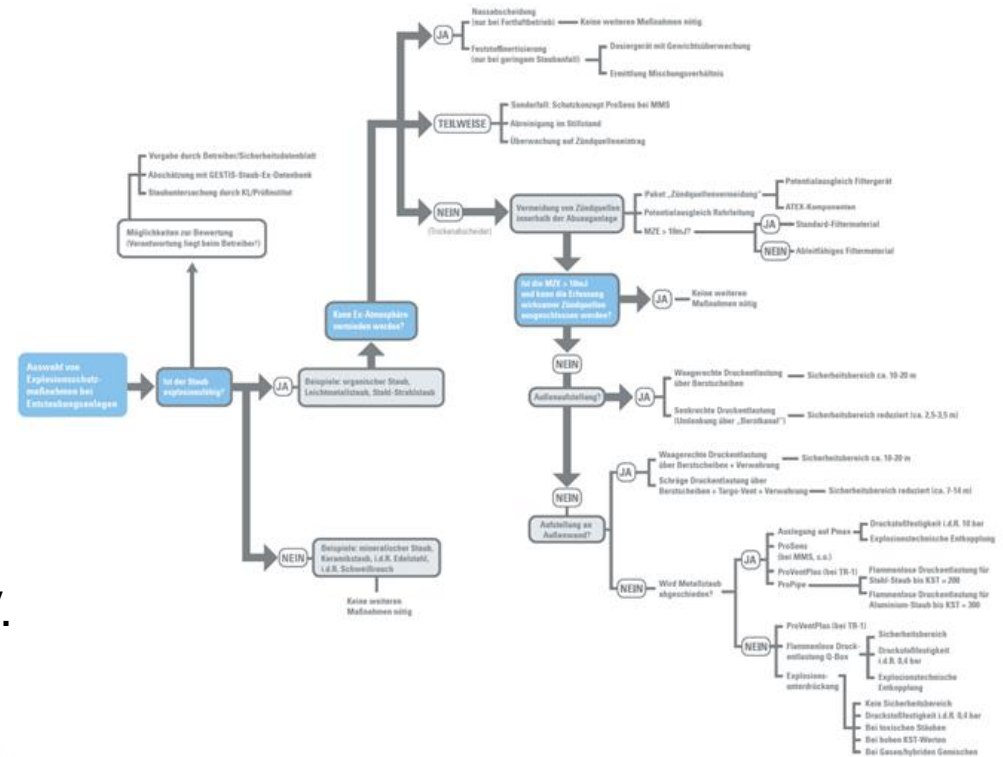 Auswahl von
Explosionsschutz-
maßnahmen bei
Entstaubungsanlagen
Ist der Staub
explosionsfähig?
Möglichkeiten zur Bewertung
(Verantwortung liegt beim Betreiber!)
Vorgabe durch Betreiber/Sicherheitsdatenblatt
Abschätzung mit GESTIS-Staub-Ex-Datenbank
Staubuntersuchung durch KL/Prüfinstitut
JA
Beispiele: organischer Staub,
Leichtmetallstaub, Stahl-Strahlstaub
NEIN
Beispiele: mineralischer Staub,
Keramikstaub, i.d.R. Edelstahl,
i.d.R. Schweißrauch
Keine weiteren
Maßnahmen nötig
Kann Ex-Atmosphäre
vermieden werden?
JA
Nassabscheidung
(nur bei Fortluftbetrieb)
Keine weiteren Maßnahmen nötig
Feststoffinertisierung
(nur bei geringem Staubanfall)
Dosiergerät mit Gewichtsüberwachung
Ermittlung Mischungsverhältnis
TEILWEISE
Sonderfall: Schutzkonzept ProSens bei MMS
Abreinigung im Stillstand
Überwachung auf Zündquelleneintrag
NEIN
(Trockenabscheider)
Vermeidung von Zündquellen
innerhalb der Absauganlage
Paket „Zündquellenvermeidung“
Potentialausgleich Filtergerät
ATEX-Komponenten
Potentialausgleich Rohrleitung
MZE > 10mJ?
JA
Standard-Filtermaterial
NEIN
Ableitfähiges Filtermaterial
Ist die MZE > 10mJ
und kann die Erfassung
wirksamer Zündquellen
ausgeschlossen werden?
JA
Keine weiteren
Maßnahmen nötig
NEIN
Außenaufstellung?
JA
Waagerechte Druckentlastung
über Berstscheiben
Sicherheitsbereich ca. 10-20 m
Senkrechte Druckentlastung
(Umlenkung über „Berstkanal“)
Sicherheitsbereich reduziert (ca. 2,5-3,5 m)
NEIN
Aufstellung an
Außenwand?
JA
Waagerechte Druckentlastung
über Berstscheiben + Verwahrung
Sicherheitsbereich ca. 10-20 m
Schräge Druckentlastung über
Berstscheiben + Targo-Vent + Verwahrung
Sicherheitsbereich reduziert (ca. 7-14 m)
NEIN
Wird Metallstaub
abgeschieden?
JA
Auslegung auf Pmax
Druckstoßfestigkeit i.d.R. 10 bar
Explosionstechnische Entkopplung
ProSens
(bei MMS, s.o.)
ProVentPlus (bei TR-1)
ProPipe
Flammenlose Druckentlastung für
Stahl-Staub bis KST = 200
Flammenlose Druckentlastung für
Aluminium-Staub bis KST = 300
NEIN
ProVentPlus (bei TR-1)
Flammenlose Druck-
entlastung Q-Box
Sicherheitsbereich
Druckstoßfestigkeit
i.d.R. 0,4 bar
Explosionstechnische
Entkopplung
Explosions-
unterdrückung
Kein Sicherheitsbereich
Druckstoßfestigkeit i.d.R. 0,4 bar
Bei toxischen Stäuben
Bei hohen KST-Werten
Bei Gasen/hybriden Gemischen